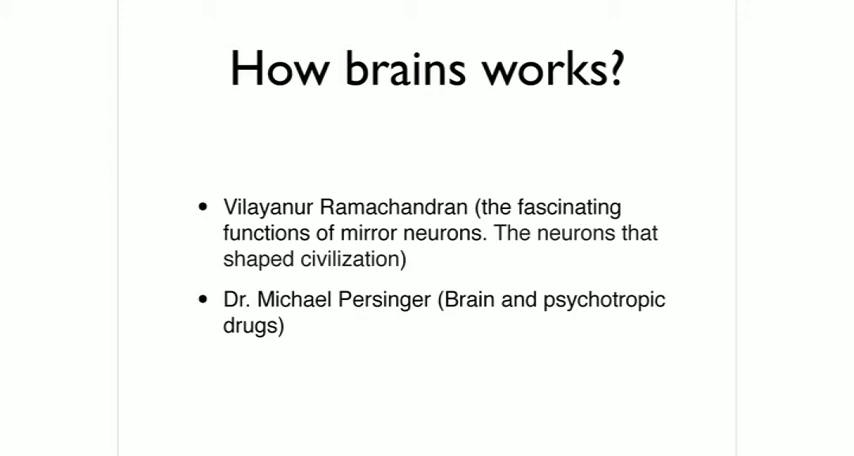 How brains works?
• Vilayanur Ramachandran (the fascinating
functions of mirror neurons. The neurons that
shaped civilization)
• Dr. Michael Persinger (Brain and psychotropic
drugs)